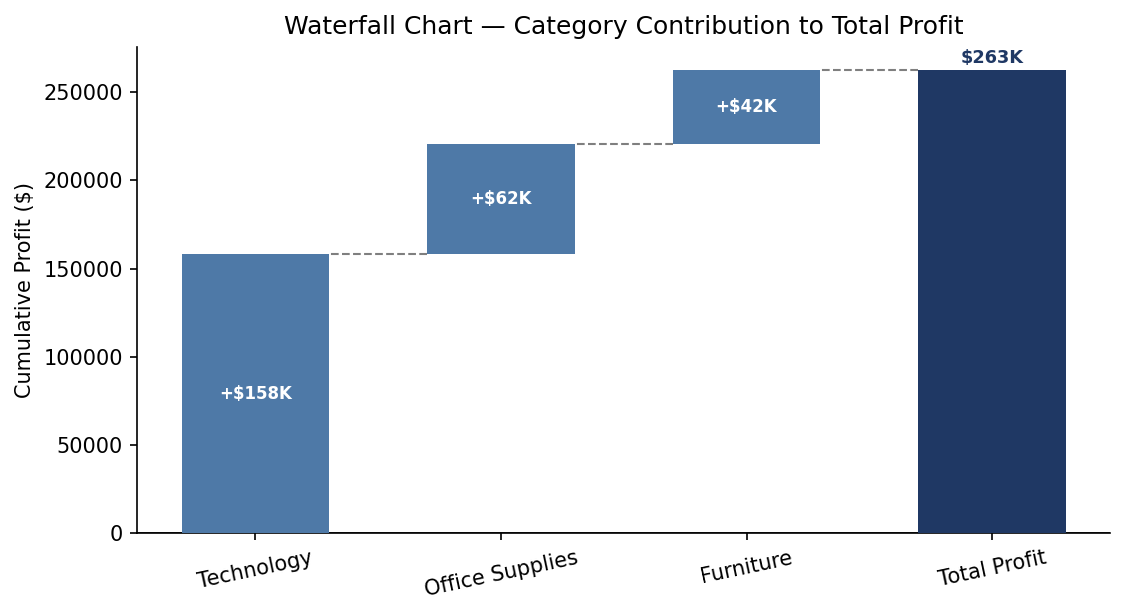 Waterfall Chart — Category Contribution to Total Profit
Cumulative Profit ($)
250000
200000
150000
100000
50000
0
+$158K
+$62K
+$42K
$263K
Technology
Office Supplies
Furniture
Total Profit